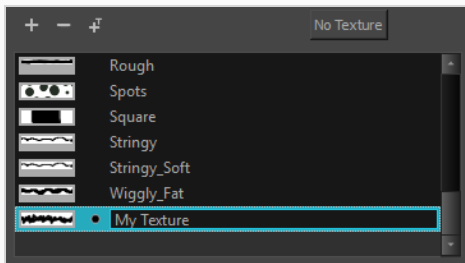 No Texture
Rough
Spots
Square
Stringy
Stringy_Soft
Wiggly_Fat
My Texture